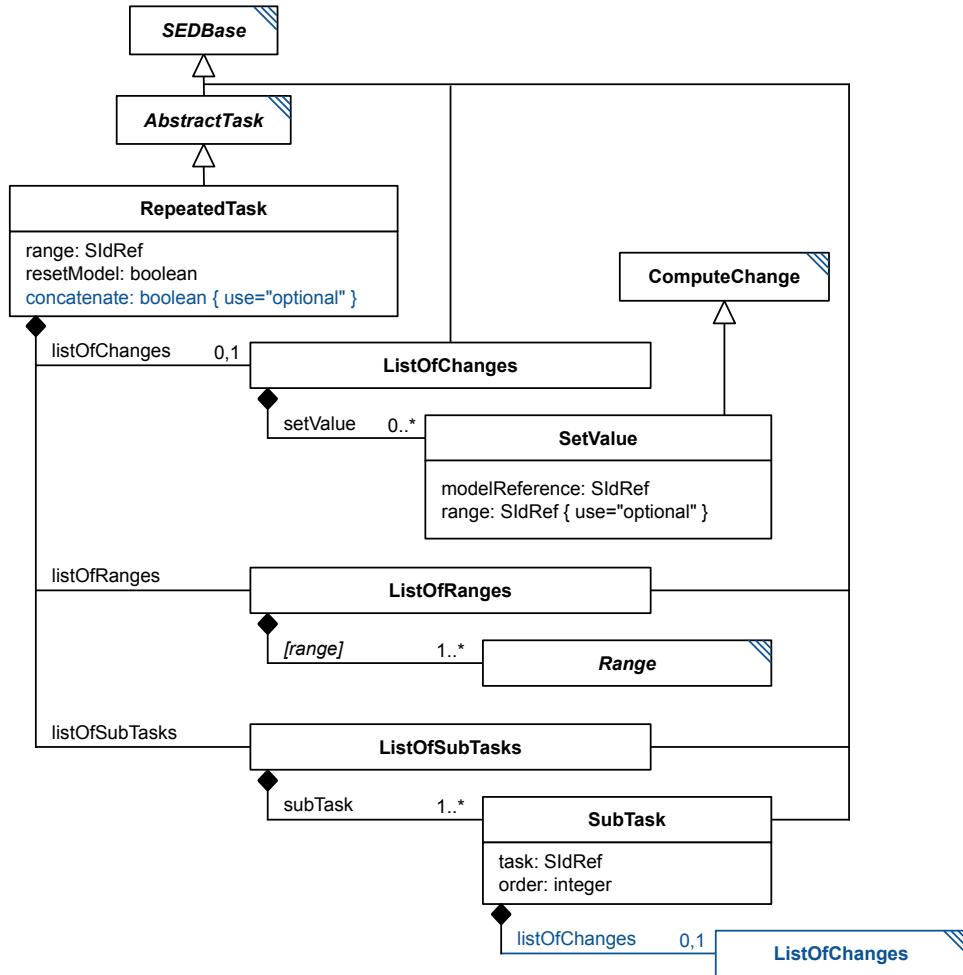 SEDBase
AbstractTask
RepeatedTask
range: SIdRef
resetModel: boolean
concatenate: boolean { use="optional" }
ComputeChange
listOfChanges 0,1
ListOfChanges
setValue 0..*
SetValue
modelReference: SIdRef
range: SIdRef { use="optional" }
listOfRanges
ListOfRanges
[range] 1..*
Range
listOfSubTasks
ListOfSubTasks
subTask 1..*
SubTask
task: SIdRef
order: integer
listOfChanges 0,1
ListOfChanges